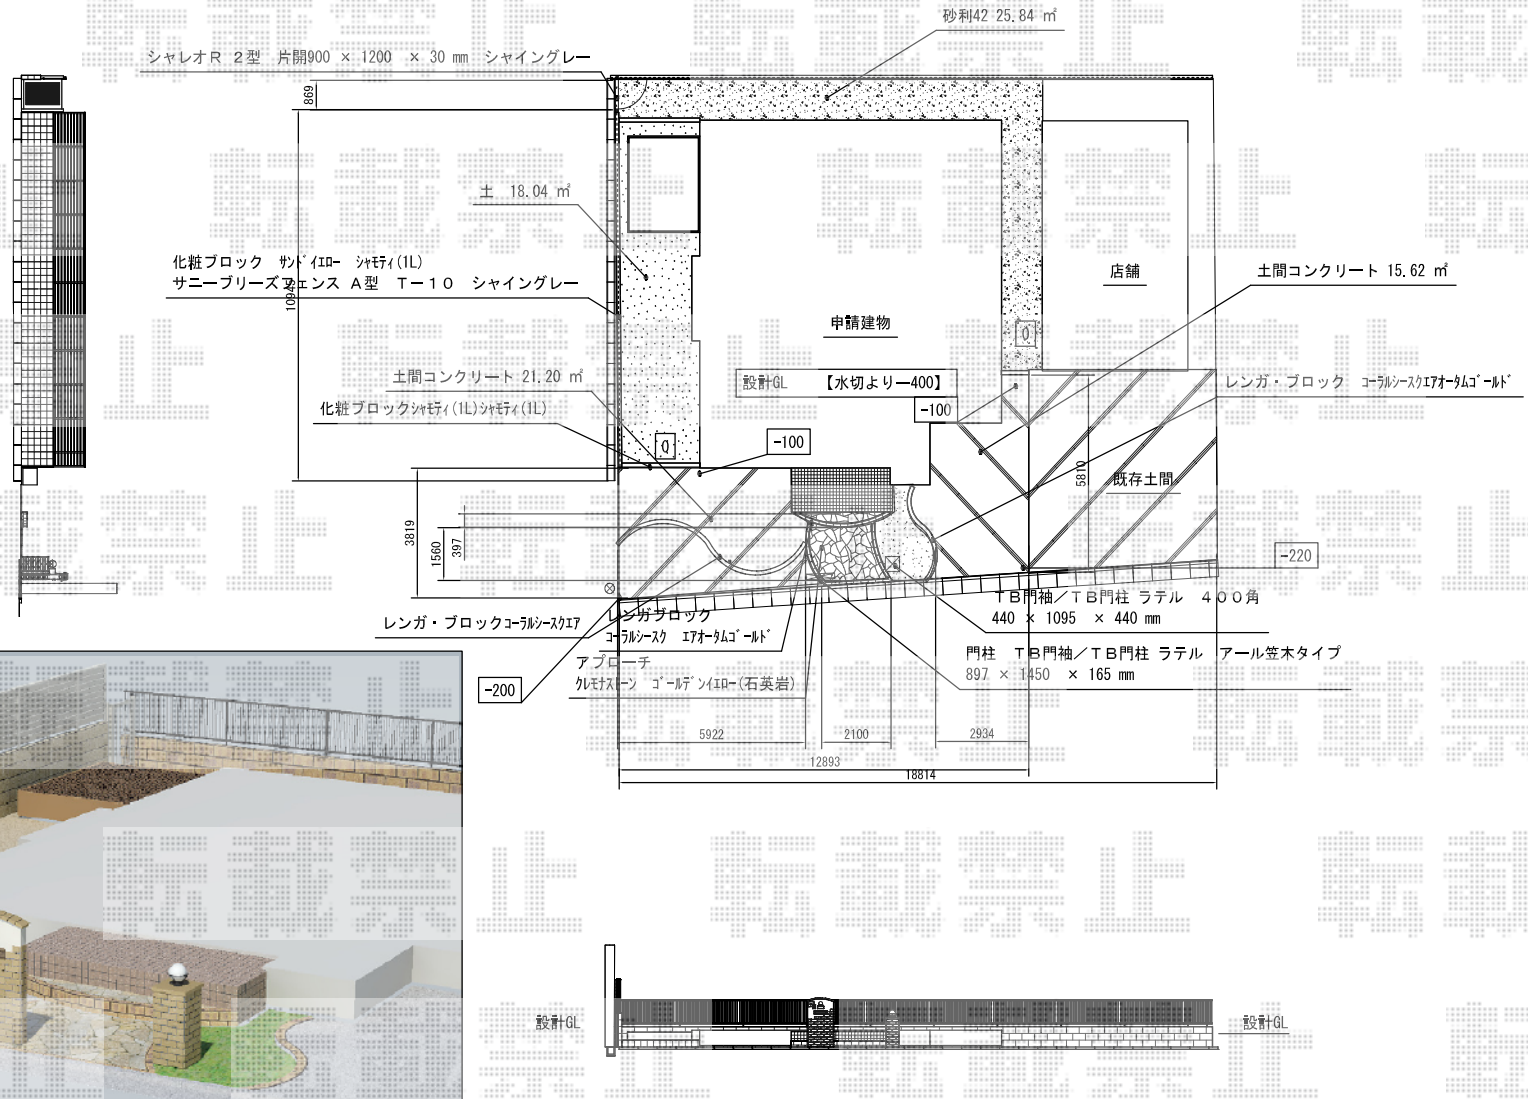 砂利42 25.84 ㎡
シャレオR 2型 片開900 × 1200 × 30 mm シャイングレー
869
土 18.04 ㎡
化粧ブロック サンドイエロー シャモティ(1L)
サニーブリーズフェンス A型 T-10 シャイングレー
10945
店舗
土間コンクリート 15.62 ㎡
申請建物
設計GL 【水切より-400】
土間コンクリート 21.20 ㎡
化粧ブロックシャモティ(1L)シャモティ(1L)
レンガ・ブロック コーラルシースクエアオータムゴールド
-100
-100
5810
既存土間
3819
1560
397
-220
TB門袖/TB門柱 ラテル 400角
440 × 1095 × 440 mm
レンガ・ブロックコーラルシースクエア
レンガブロック
コーラルシースク エアオータムゴールド
アプローチ
クレモナストーン ゴールデンイエロー(石英岩)
門柱 TB門袖/TB門柱 ラテル アール笠木タイプ
897 × 1450 × 165 mm
-200
5922
2100
2934
12893
18814
設計GL
設計GL
転載禁止